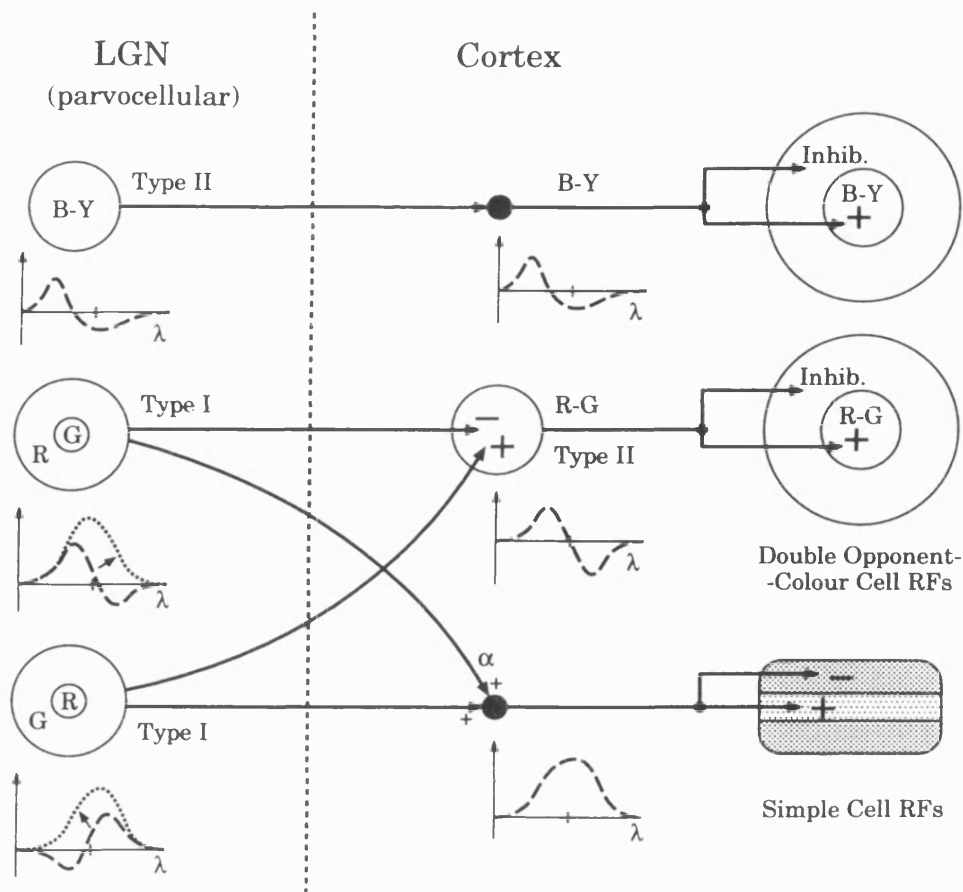 LGN
(parvocellular)
Cortex
B-Y
Type II
B-Y
Inhib.
B-Y
+
λ
λ
R
G
Type I
−
+
R-G
Type II
Inhib.
R-G
+
λ
λ
Double Opponent-
-Colour Cell RFs
G
R
Type I
α
+
+
−
+
λ
λ
Simple Cell RFs